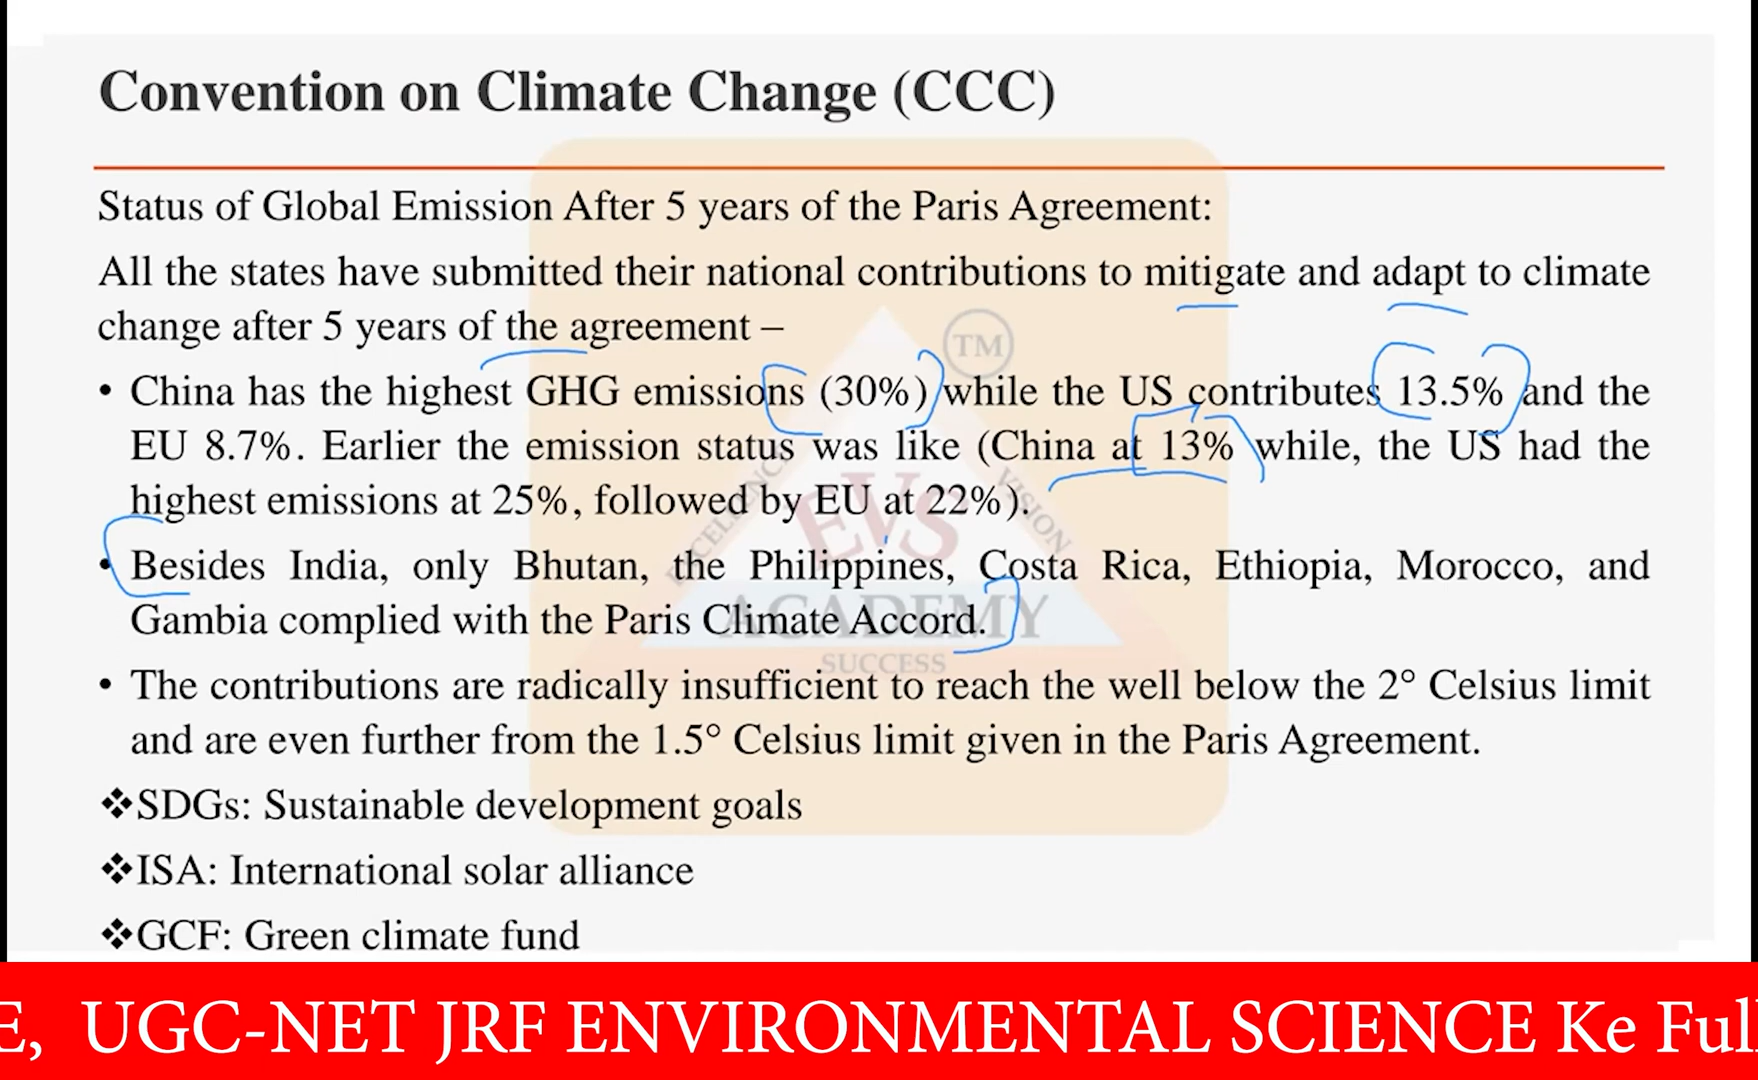 Convention on Climate Change (CCC)
Status of Global Emission After 5 years of the Paris Agreement:
All the states have submitted their national contributions to mitigate and adapt to climate
change after 5 years of the agreement –
• China has the highest GHG emissions (30%) while the US contributes 13.5% and the
EU 8.7%. Earlier the emission status was like (China at 13% while, the US had the
highest emissions at 25%, followed by EU at 22%).
• Besides India, only Bhutan, the Philippines, Costa Rica, Ethiopia, Morocco, and
Gambia complied with the Paris Climate Accord.
• The contributions are radically insufficient to reach the well below the 2° Celsius limit
and are even further from the 1.5° Celsius limit given in the Paris Agreement.
❖SDGs: Sustainable development goals
❖ISA: International solar alliance
❖GCF: Green climate fund
TM
EXCELLENCE
VISION
EVS
ACADEMY
SUCCESS
E, UGC-NET JRF ENVIRONMENTAL SCIENCE Ke Full